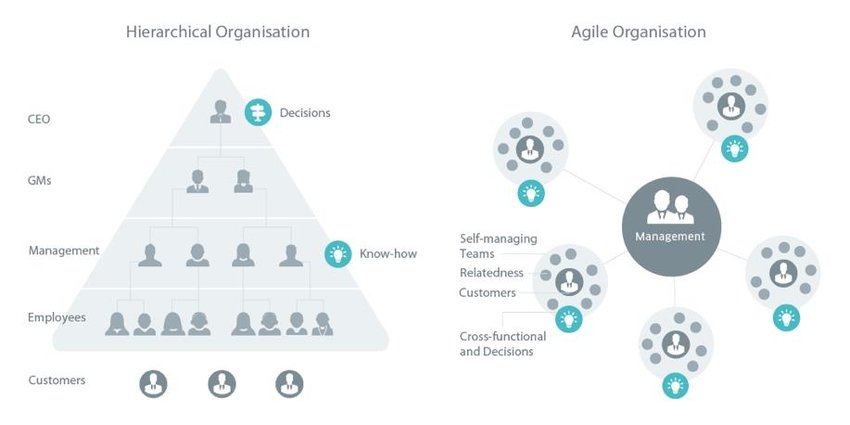 Hierarchical Organisation
CEO
Decisions
GMs
Management
Know-how
Employees
Customers
Agile Organisation
Management
Self-managing
Teams
Relatedness
Customers
Cross-functional
and Decisions